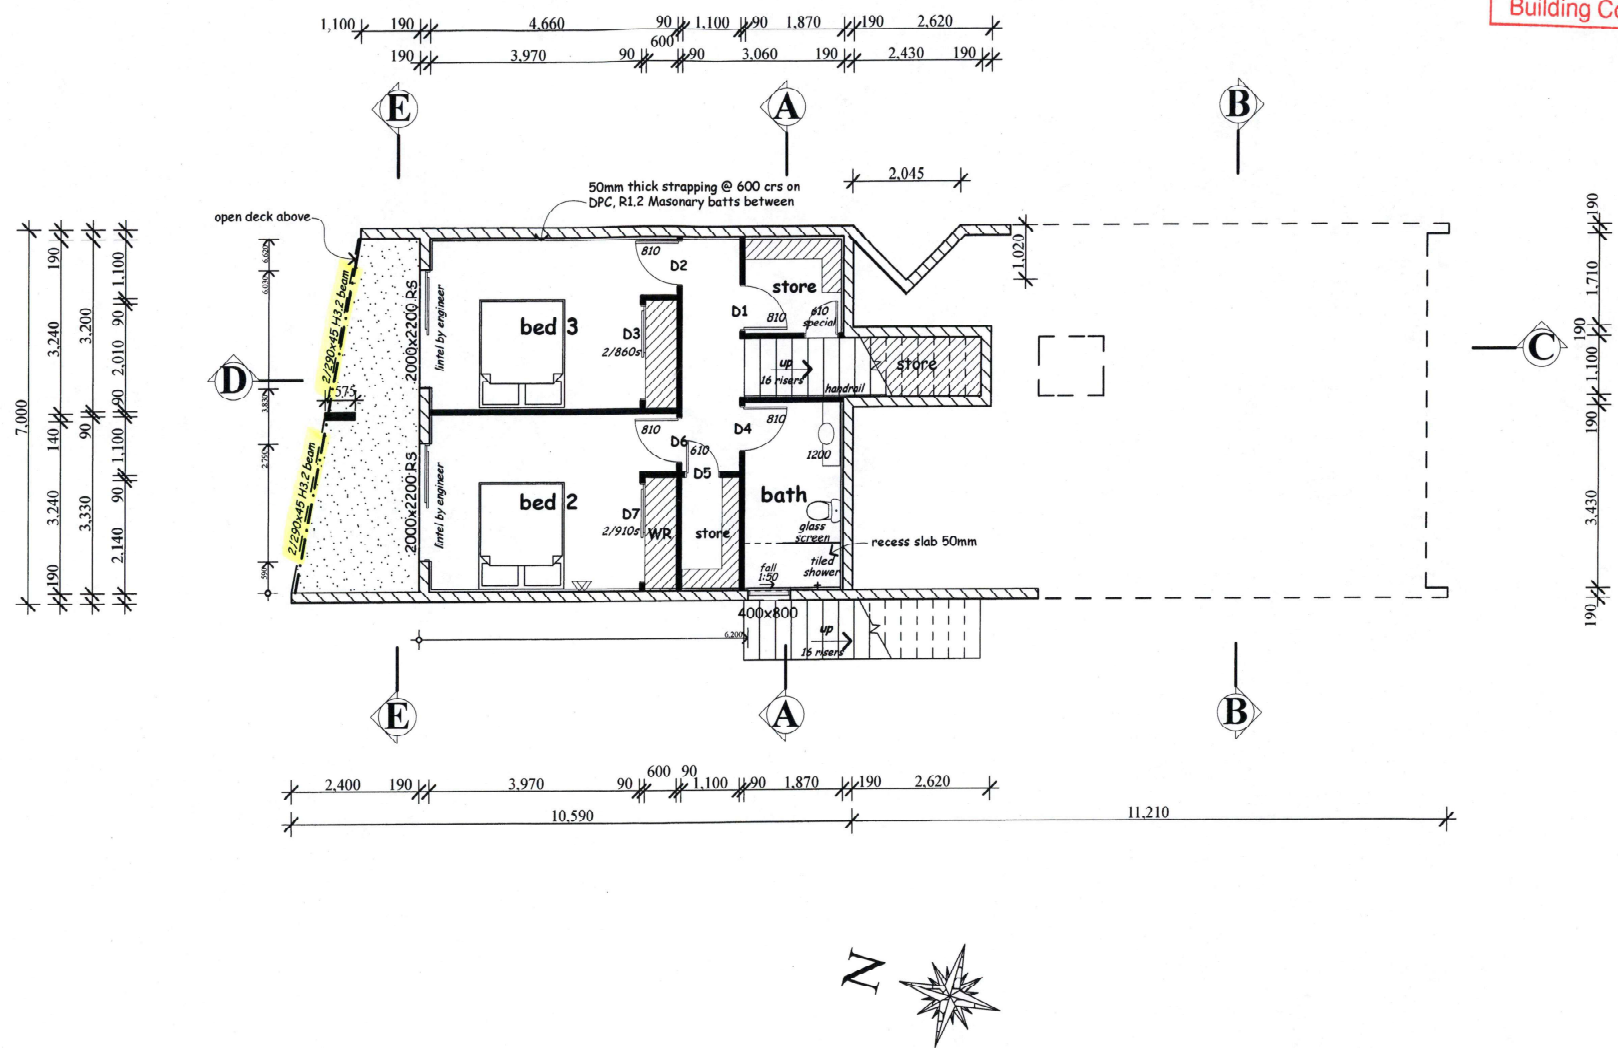 Building Co
1,100 190 4,660 90 1,100 90 1,870 190 2,620
600
190 3,970 90 90 3,060 190 2,430 190
E A B
2,045
50mm thick strapping @ 600 crs on
DPC, R1.2 Masonary batts between
open deck above
7,000
190 3,240 140 3,240 190
3,200 90 3,330
1,100 90 2,010 90 1,100 90 2,140
190 1,710 190 1,100 190 3,430 190
1,020
2/290x45 H3.2 beam
2/290x45 H3.2 beam
575
2000x2200 RS
lintel by engineer
2000x2200 RS
lintel by engineer
810
D2
bed 3
D3
2/860s
D1
810
store
610
special
up
16 risers
handrail
store
D C
810
D6
610
D5
D4
810
1200
bed 2
D7
2/910s
WR
store
bath
glass
screen
recess slab 50mm
tiled
shower
fall
1:50
400x800
6.200
up
16 risers
E A B
2,400 190 3,970 90 600 90 1,100 90 1,870 190 2,620
10,590 11,210
N